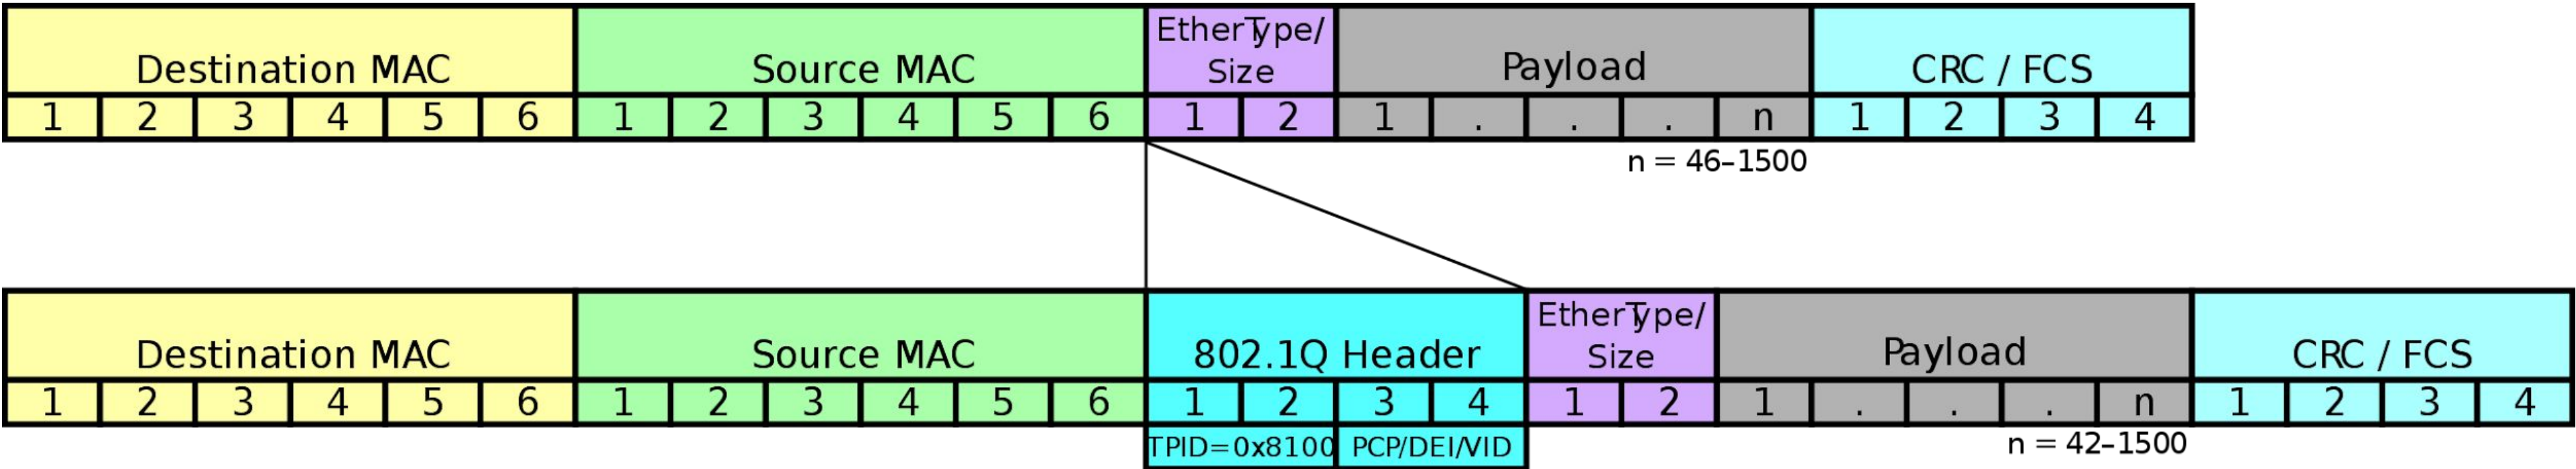 Destination MAC
Source MAC
EtherType/
Size
Payload
CRC / FCS
1 2 3 4 5 6 1 2 3 4 5 6 1 2 1 . . . n 1 2 3 4
n = 46–1500
Destination MAC
Source MAC
802.1Q Header
EtherType/
Size
Payload
CRC / FCS
1 2 3 4 5 6 1 2 3 4 5 6 1 2 3 4 1 2 1 . . . n 1 2 3 4
TPID=0x8100 PCP/DEI/VID
n = 42–1500